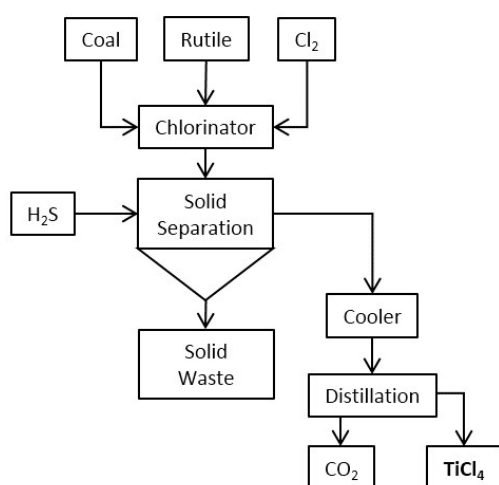 Coal
Rutile
Cl₂
Chlorinator
H₂S
Solid
Separation
Cooler
Solid
Waste
Distillation
CO₂
TiCl₄